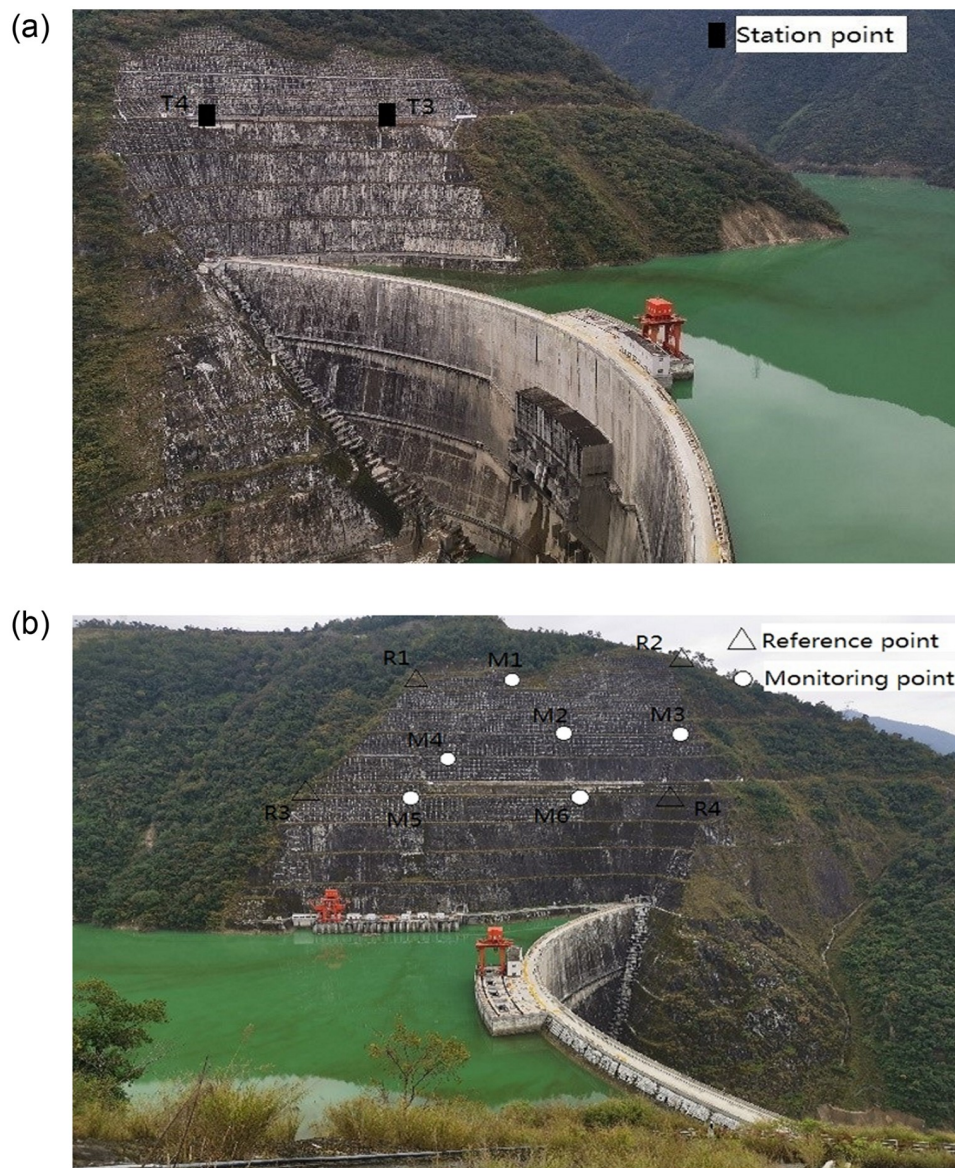 (a)
Station point
T4
T3
(b)
R2
Reference point
R1
M1
Monitoring point
M2
M3
M4
R3
M5
M6
R4